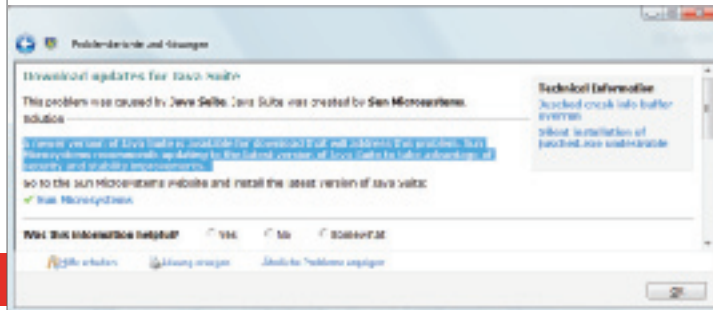 Problemberichte und -lösungen
Download updates for Java Suite
This problem was caused by Java Suite. Java Suite was created by Sun Microsystems.
Solution
A newer version of Java Suite is available for download that will address this problem. Sun
Microsystems recommends updating to the latest version of Java Suite to take advantage of
security and stability improvements.
Go to the Sun Microsystems website and install the latest version of Java Suite:
Sun Microsystems
Was this information helpful? Yes No Somewhat
Technical Information
Jusched crash info buffer
overrun
Silent installation of
jusched.exe undesirable
Hilfe erhalten Lösung anzeigen Ähnliche Probleme anzeigen
OK